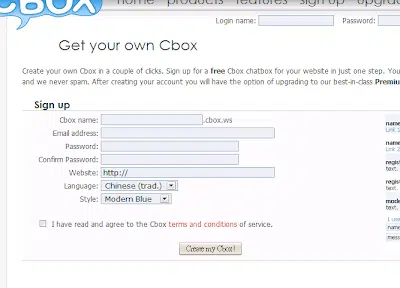 CBOX
home products features sign up upgrad
Login name: Password:
Get your own Cbox
Create your own Cbox in a couple of clicks. Sign up for a free Cbox chatbox for your website in just one step. You
and we never spam. After creating your account you will have the option of upgrading to our best-in-class Premium
Sign up
Cbox name: .cbox.ws
Email address:
Password:
Confirm Password:
Website: http://
Language: Chinese (trad.)
Style: Modern Blue
I have read and agree to the Cbox terms and conditions of service.
Create my Cbox!
name
Link 2
name
Link 2
regist
text.
regist
text.
mode
text.
1 use
name
mess